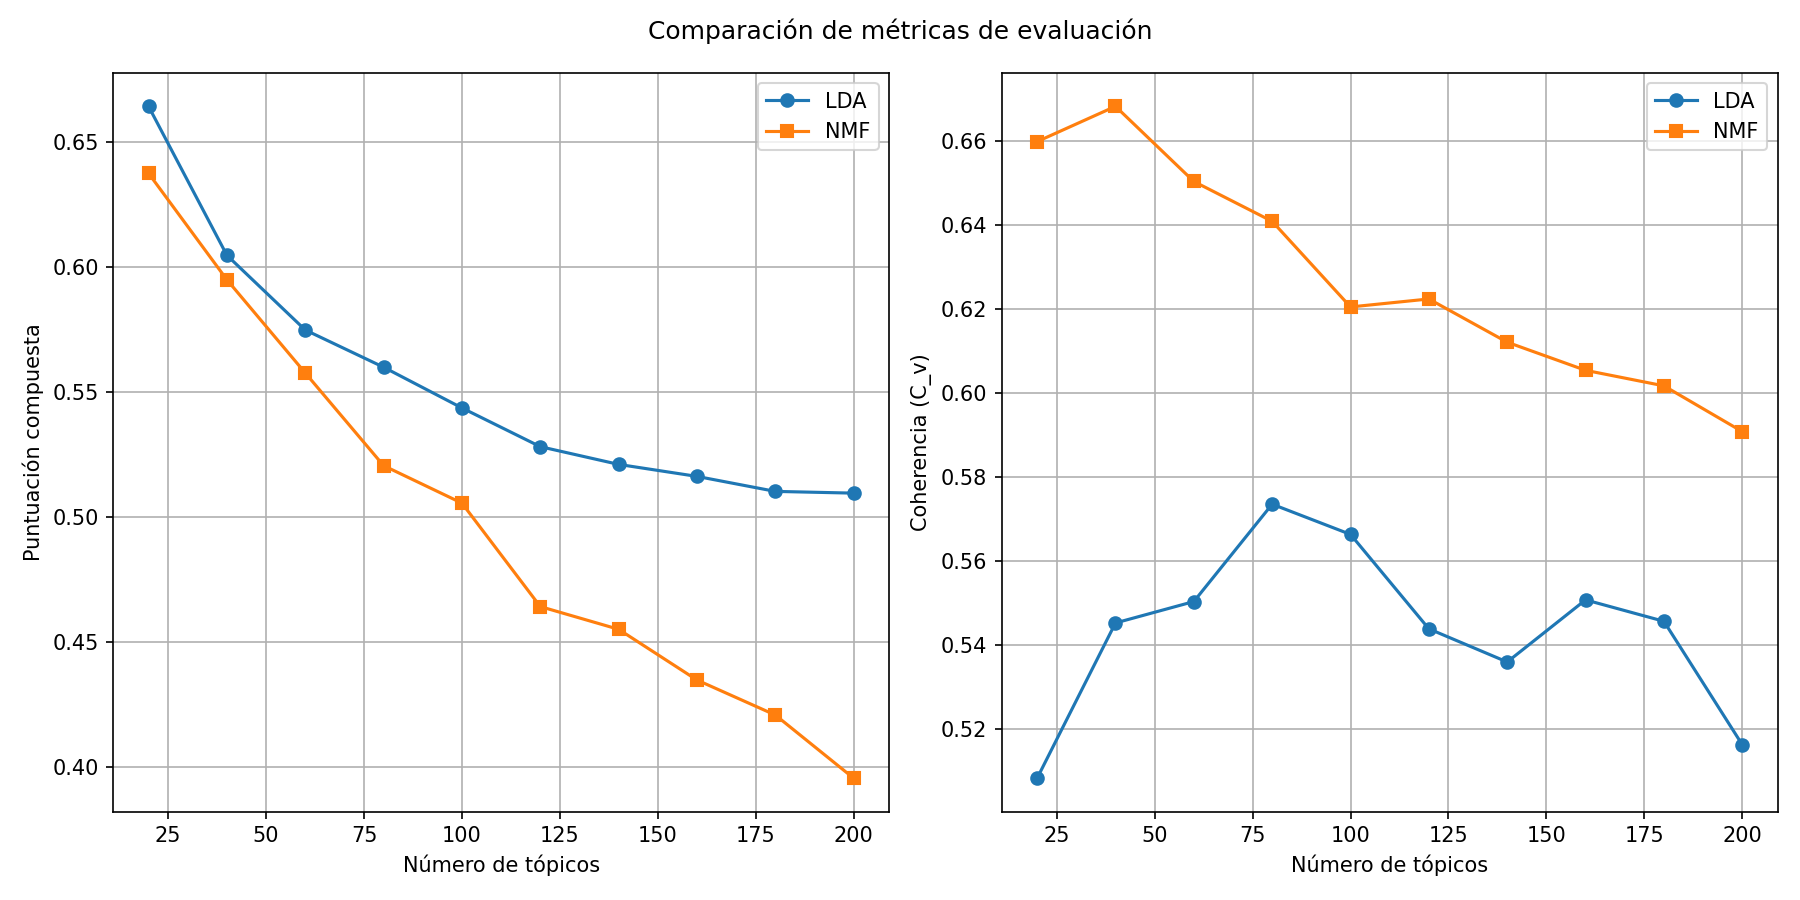 Comparación de métricas de evaluación
LDA
NMF
0.65
0.60
0.55
0.50
0.45
0.40
Puntuación compuesta
25 50 75 100 125 150 175 200
Número de tópicos
LDA
NMF
0.66
0.64
0.62
0.60
0.58
0.56
0.54
0.52
Coherencia (C_v)
25 50 75 100 125 150 175 200
Número de tópicos